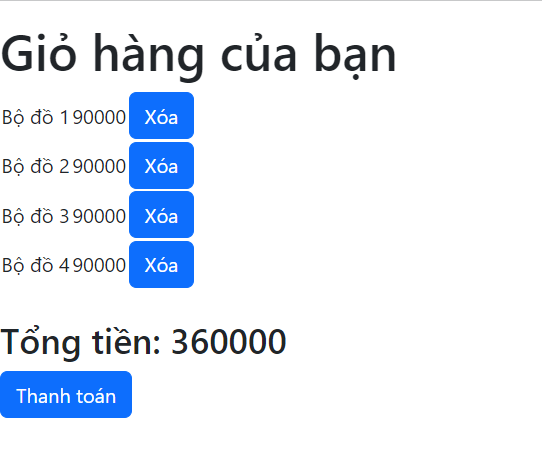 Giỏ hàng của bạn
Bộ đồ 1 90000 Xóa
Bộ đồ 2 90000 Xóa
Bộ đồ 3 90000 Xóa
Bộ đồ 4 90000 Xóa
Tổng tiền: 360000
Thanh toán